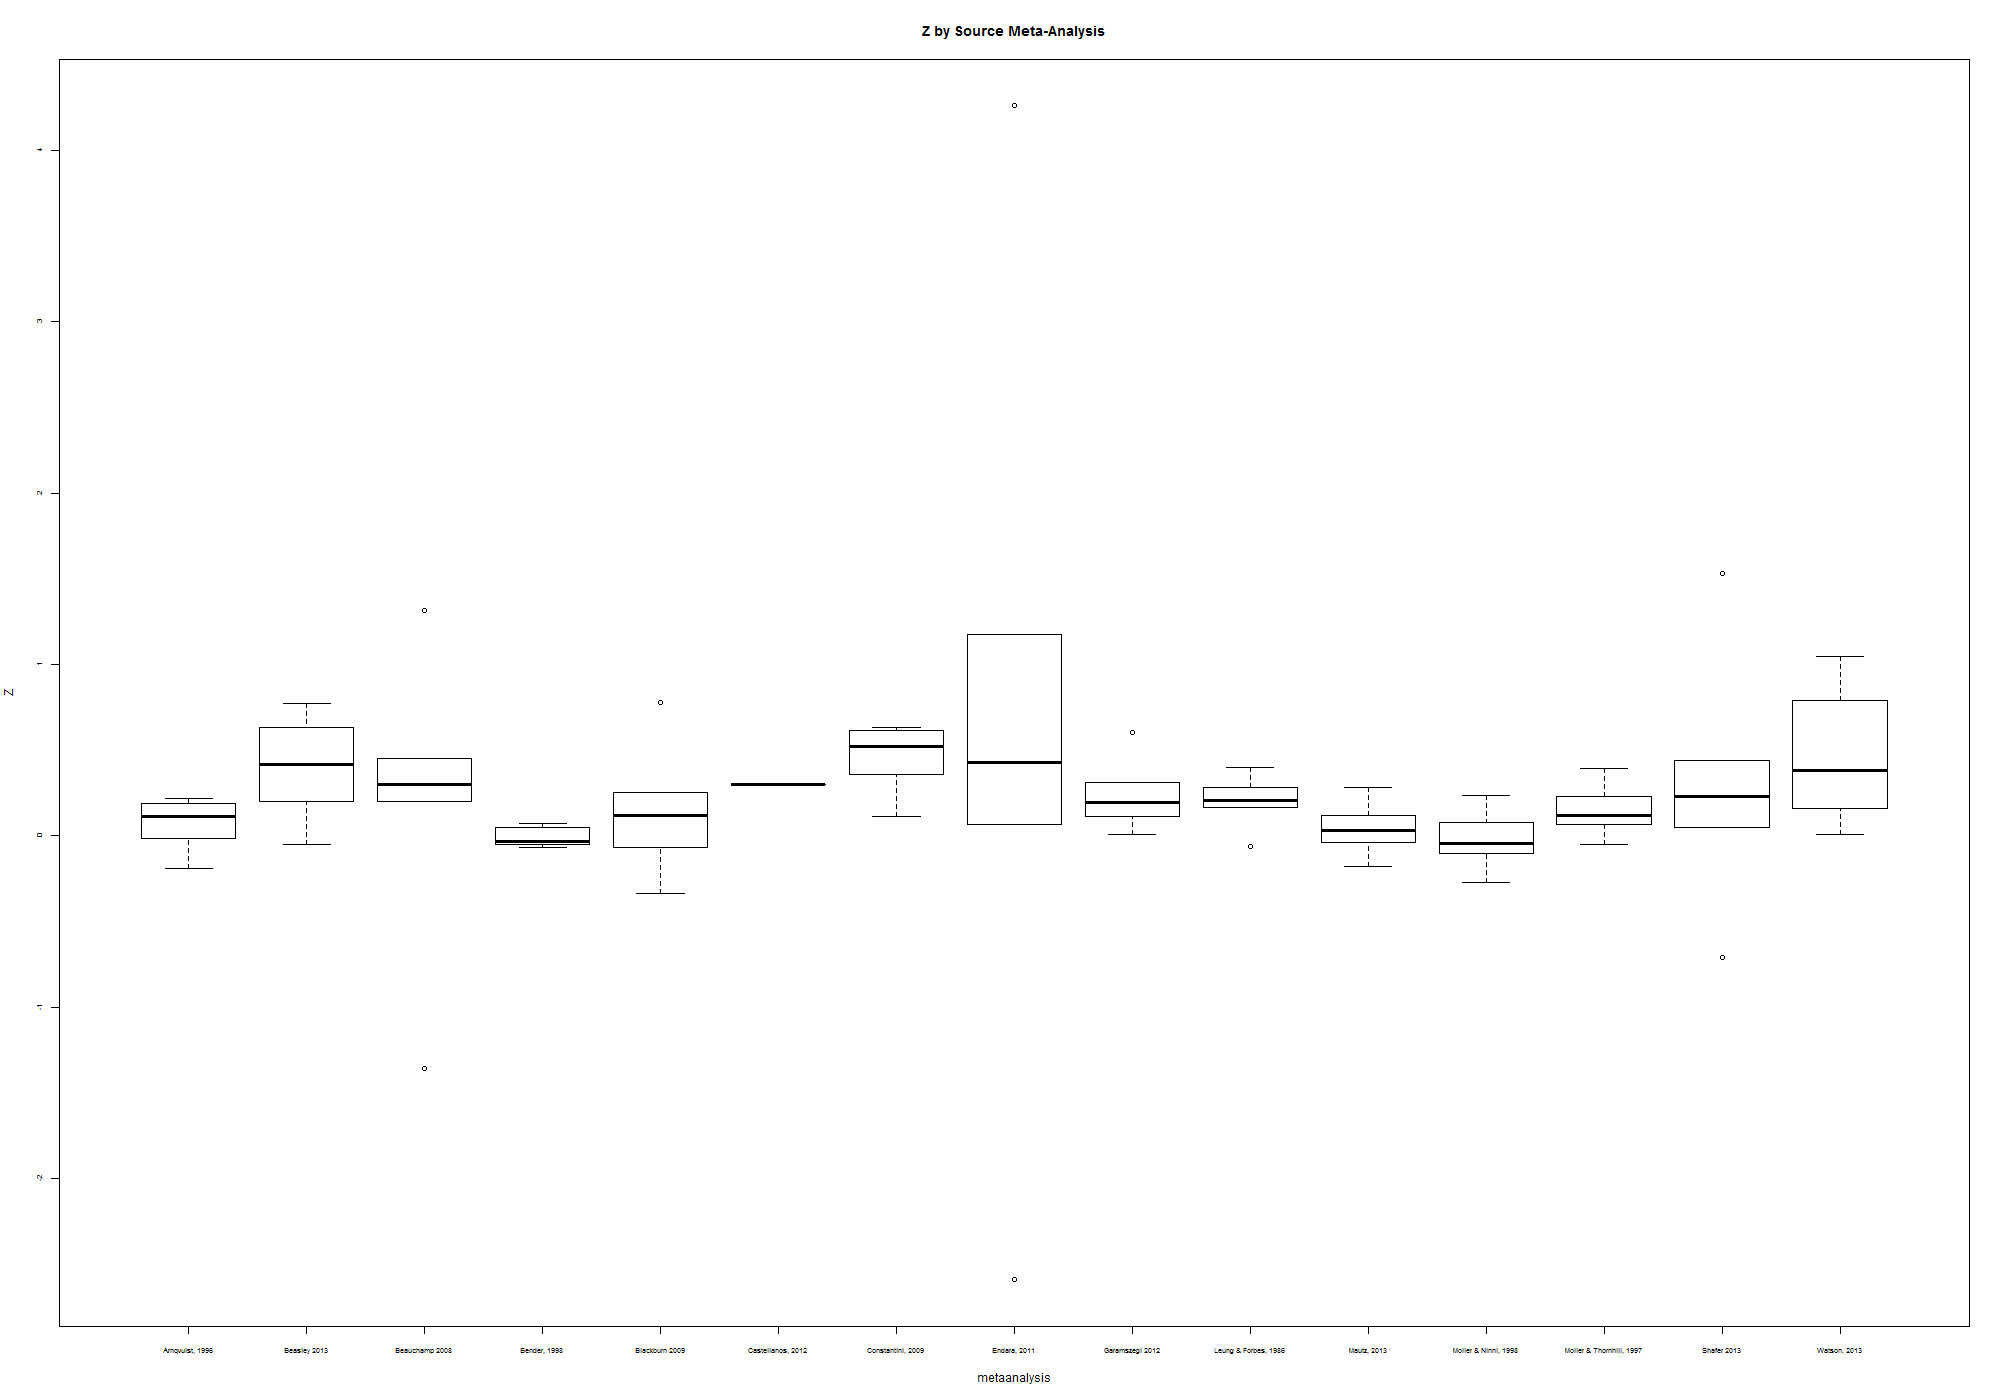 Z by Source Meta-Analysis
4
3
2
1
0
-1
-2
Z
Arnqvist, 1996
Beasley 2013
Beauchamp 2008
Bender, 1998
Blackburn 2009
Castellanos, 2012
Constantini, 2009
Endara, 2011
Garamszegi 2012
Leung & Forbes, 1986
Mautz, 2013
Moller & Ninni, 1998
Moller & Thornhill, 1997
Shafer 2013
Watson, 2013
metaanalysis